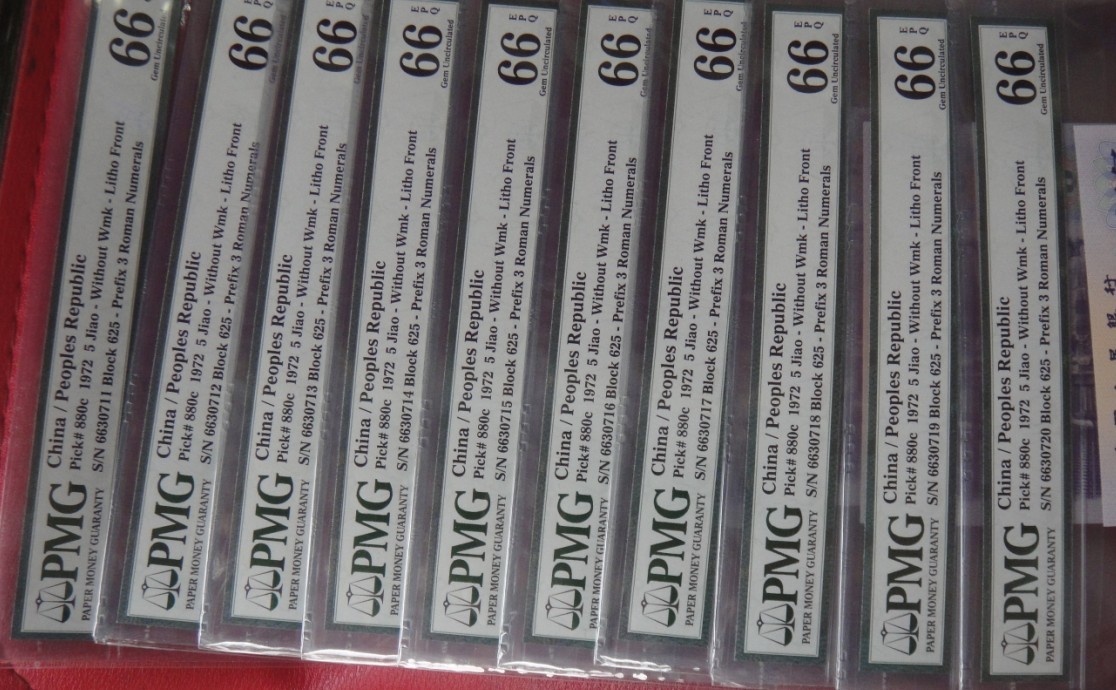 PMG
PAPER MONEY GUARANTY
China / Peoples Republic
Pick# 880c 1972 5 Jiao - Without Wmk - Litho Front
S/N 6630711 Block 625 - Prefix 3 Roman Numerals
66
Gem Uncirculated
PMG
PAPER MONEY GUARANTY
China / Peoples Republic
Pick# 880c 1972 5 Jiao - Without Wmk - Litho Front
S/N 6630712 Block 625 - Prefix 3 Roman Numerals
66 EPQ
Gem Uncirculated
PMG
PAPER MONEY GUARANTY
China / Peoples Republic
Pick# 880c 1972 5 Jiao - Without Wmk - Litho Front
S/N 6630713 Block 625 - Prefix 3 Roman Numerals
66 EPQ
Gem Uncirculated
PMG
PAPER MONEY GUARANTY
China / Peoples Republic
Pick# 880c 1972 5 Jiao - Without Wmk - Litho Front
S/N 6630714 Block 625 - Prefix 3 Roman Numerals
66 EPQ
Gem Uncirculated
PMG
PAPER MONEY GUARANTY
China / Peoples Republic
Pick# 880c 1972 5 Jiao - Without Wmk - Litho Front
S/N 6630715 Block 625 - Prefix 3 Roman Numerals
66 EPQ
Gem Uncirculated
PMG
PAPER MONEY GUARANTY
China / Peoples Republic
Pick# 880c 1972 5 Jiao - Without Wmk - Litho Front
S/N 6630716 Block 625 - Prefix 3 Roman Numerals
66 EPQ
Gem Uncirculated
PMG
PAPER MONEY GUARANTY
China / Peoples Republic
Pick# 880c 1972 5 Jiao - Without Wmk - Litho Front
S/N 6630717 Block 625 - Prefix 3 Roman Numerals
66 EPQ
Gem Uncirculated
PMG
PAPER MONEY GUARANTY
China / Peoples Republic
Pick# 880c 1972 5 Jiao - Without Wmk - Litho Front
S/N 6630718 Block 625 - Prefix 3 Roman Numerals
66 EPQ
Gem Uncirculated
PMG
PAPER MONEY GUARANTY
China / Peoples Republic
Pick# 880c 1972 5 Jiao - Without Wmk - Litho Front
S/N 6630719 Block 625 - Prefix 3 Roman Numerals
66 EPQ
Gem Uncirculated
PMG
PAPER MONEY GUARANTY
China / Peoples Republic
Pick# 880c 1972 5 Jiao - Without Wmk - Litho Front
S/N 6630720 Block 625 - Prefix 3 Roman Numerals
66 EPQ
Gem Uncirculated